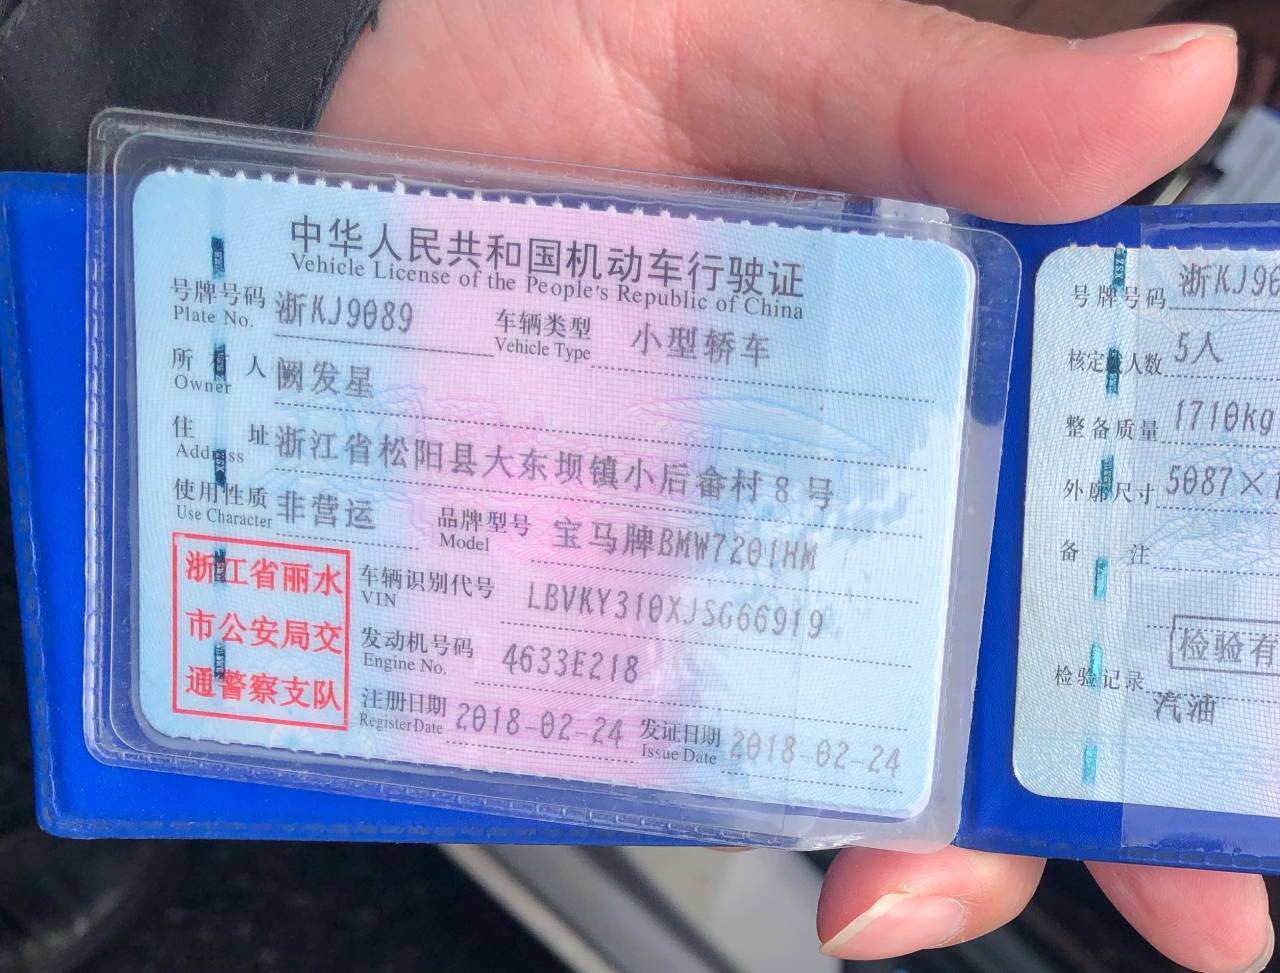 中华人民共和国机动车行驶证
Vehicle License of the People's Republic of China
号牌号码 浙KJ9089 车辆类型 小型轿车
Plate No. Vehicle Type
所有人 阙发星
Owner
住址 浙江省松阳县大东坝镇小后畲村8号
Address
使用性质 非营运 品牌型号 宝马牌BMW7201HM
Use Character Model
浙江省丽水
市公安局交
通警察支队
车辆识别代号 LBVKY310XJSG66919
VIN
发动机号码 4633E218
Engine No.
注册日期 2018-02-24 发证日期 2018-02-24
Register Date Issue Date
号牌号码 浙KJ90
核定载人数 5人
整备质量 1710kg
外廓尺寸 5087×
备注
检验有
检验记录
汽油